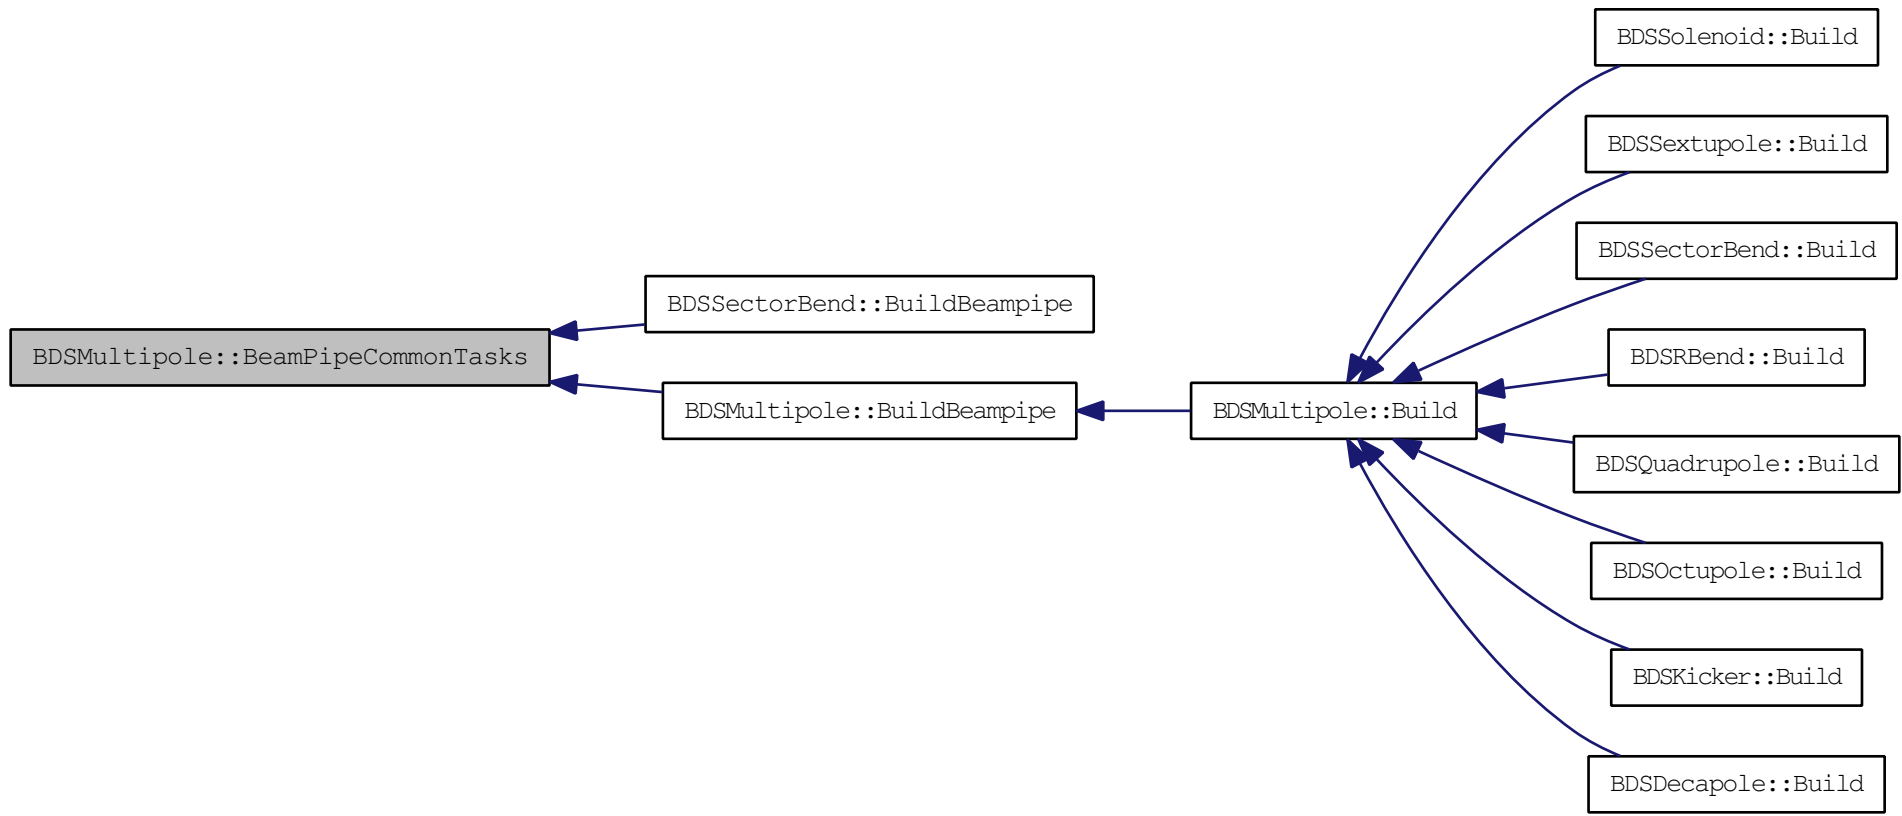 BDSMultipole::BeamPipeCommonTasks
BDSSectorBend::BuildBeampipe
BDSMultipole::BuildBeampipe
BDSMultipole::Build
BDSSolenoid::Build
BDSSextupole::Build
BDSSectorBend::Build
BDSRBend::Build
BDSQuadrupole::Build
BDSOctupole::Build
BDSKicker::Build
BDSDecapole::Build